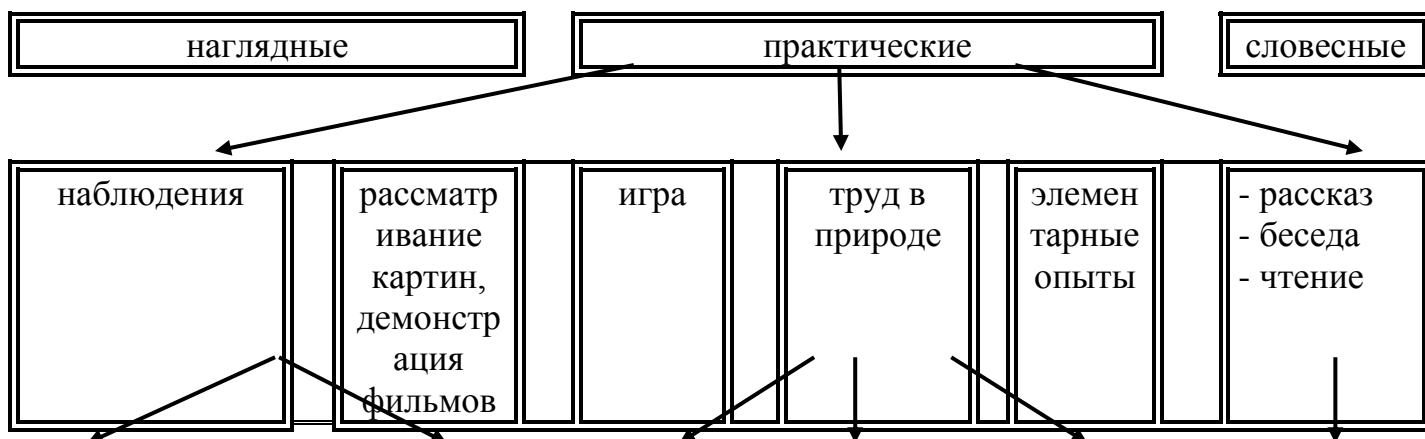 наглядные
практические
словесные
наблюдения
рассматр
ивание
картин,
демонстр
ация
фильмов
игра
труд в
природе
элемен
тарные
опыты
- рассказ
- беседа
- чтение